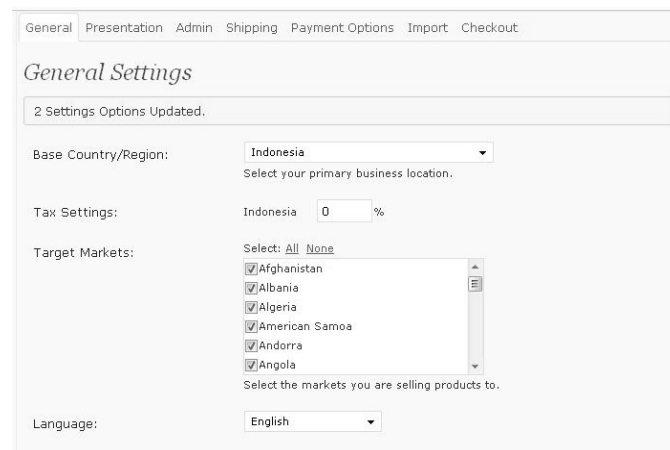 General Presentation Admin Shipping Payment Options Import Checkout
General Settings
2 Settings Options Updated.
Base Country/Region: Indonesia
Select your primary business location.
Tax Settings: Indonesia 0 %
Target Markets: Select: All None
Afghanistan
Albania
Algeria
American Samoa
Andorra
Angola
Select the markets you are selling products to.
Language: English